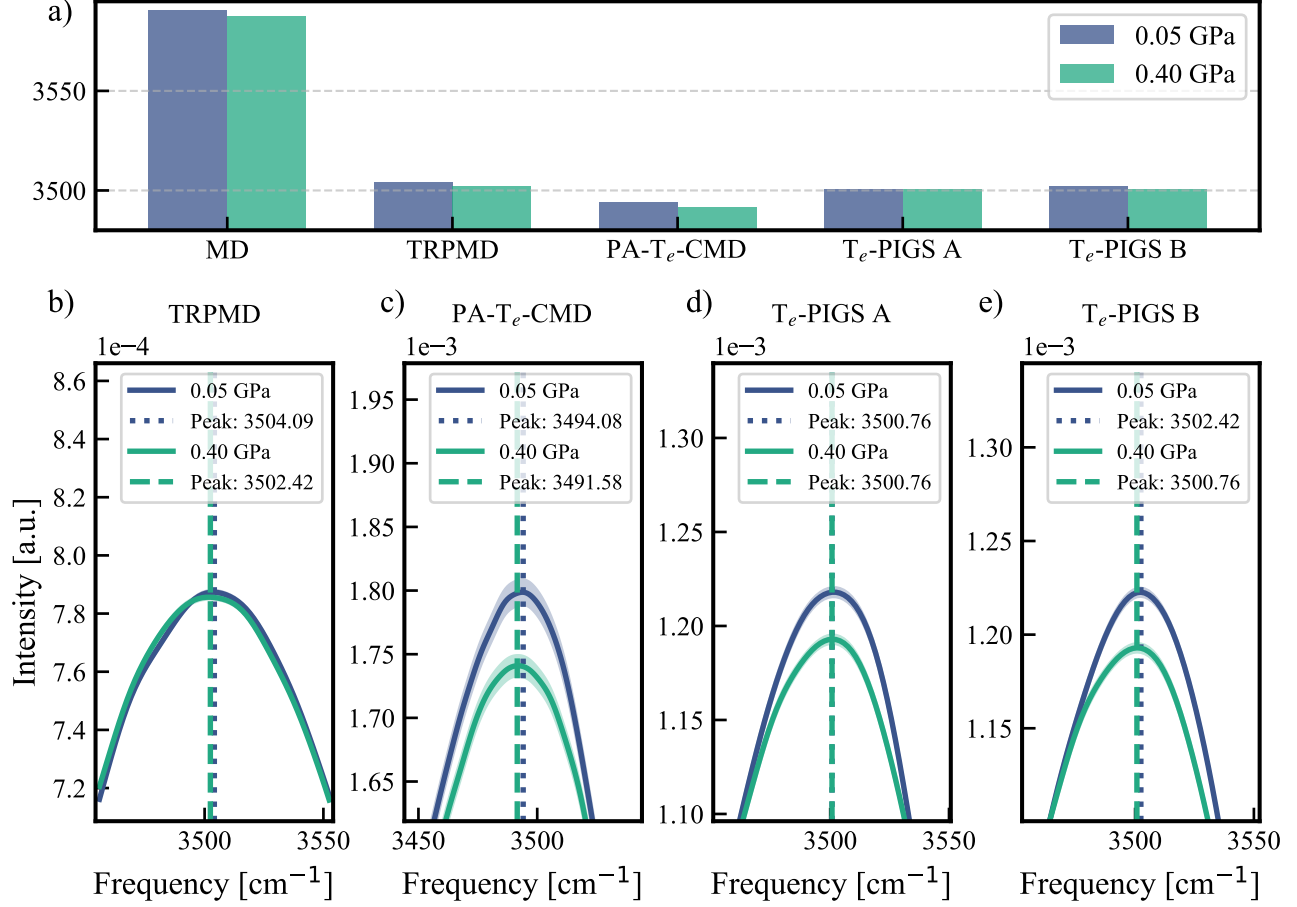 a)
0.05 GPa
0.40 GPa
3550
3500
MD
TRPMD
PA-Tₑ-CMD
Tₑ-PIGS A
Tₑ-PIGS B
b)
TRPMD
1e−4
0.05 GPa
Peak: 3504.09
0.40 GPa
Peak: 3502.42
8.6
8.4
8.2
8.0
7.8
7.6
7.4
7.2
Intensity [a.u.]
3500
3550
Frequency [cm⁻¹]
c)
PA-Tₑ-CMD
1e−3
0.05 GPa
Peak: 3494.08
0.40 GPa
Peak: 3491.58
1.95
1.90
1.85
1.80
1.75
1.70
1.65
3450
3500
Frequency [cm⁻¹]
d)
Tₑ-PIGS A
1e−3
0.05 GPa
Peak: 3500.76
0.40 GPa
Peak: 3500.76
1.30
1.25
1.20
1.15
1.10
3500
3550
Frequency [cm⁻¹]
e)
Tₑ-PIGS B
1e−3
0.05 GPa
Peak: 3502.42
0.40 GPa
Peak: 3500.76
1.30
1.25
1.20
1.15
3500
3550
Frequency [cm⁻¹]